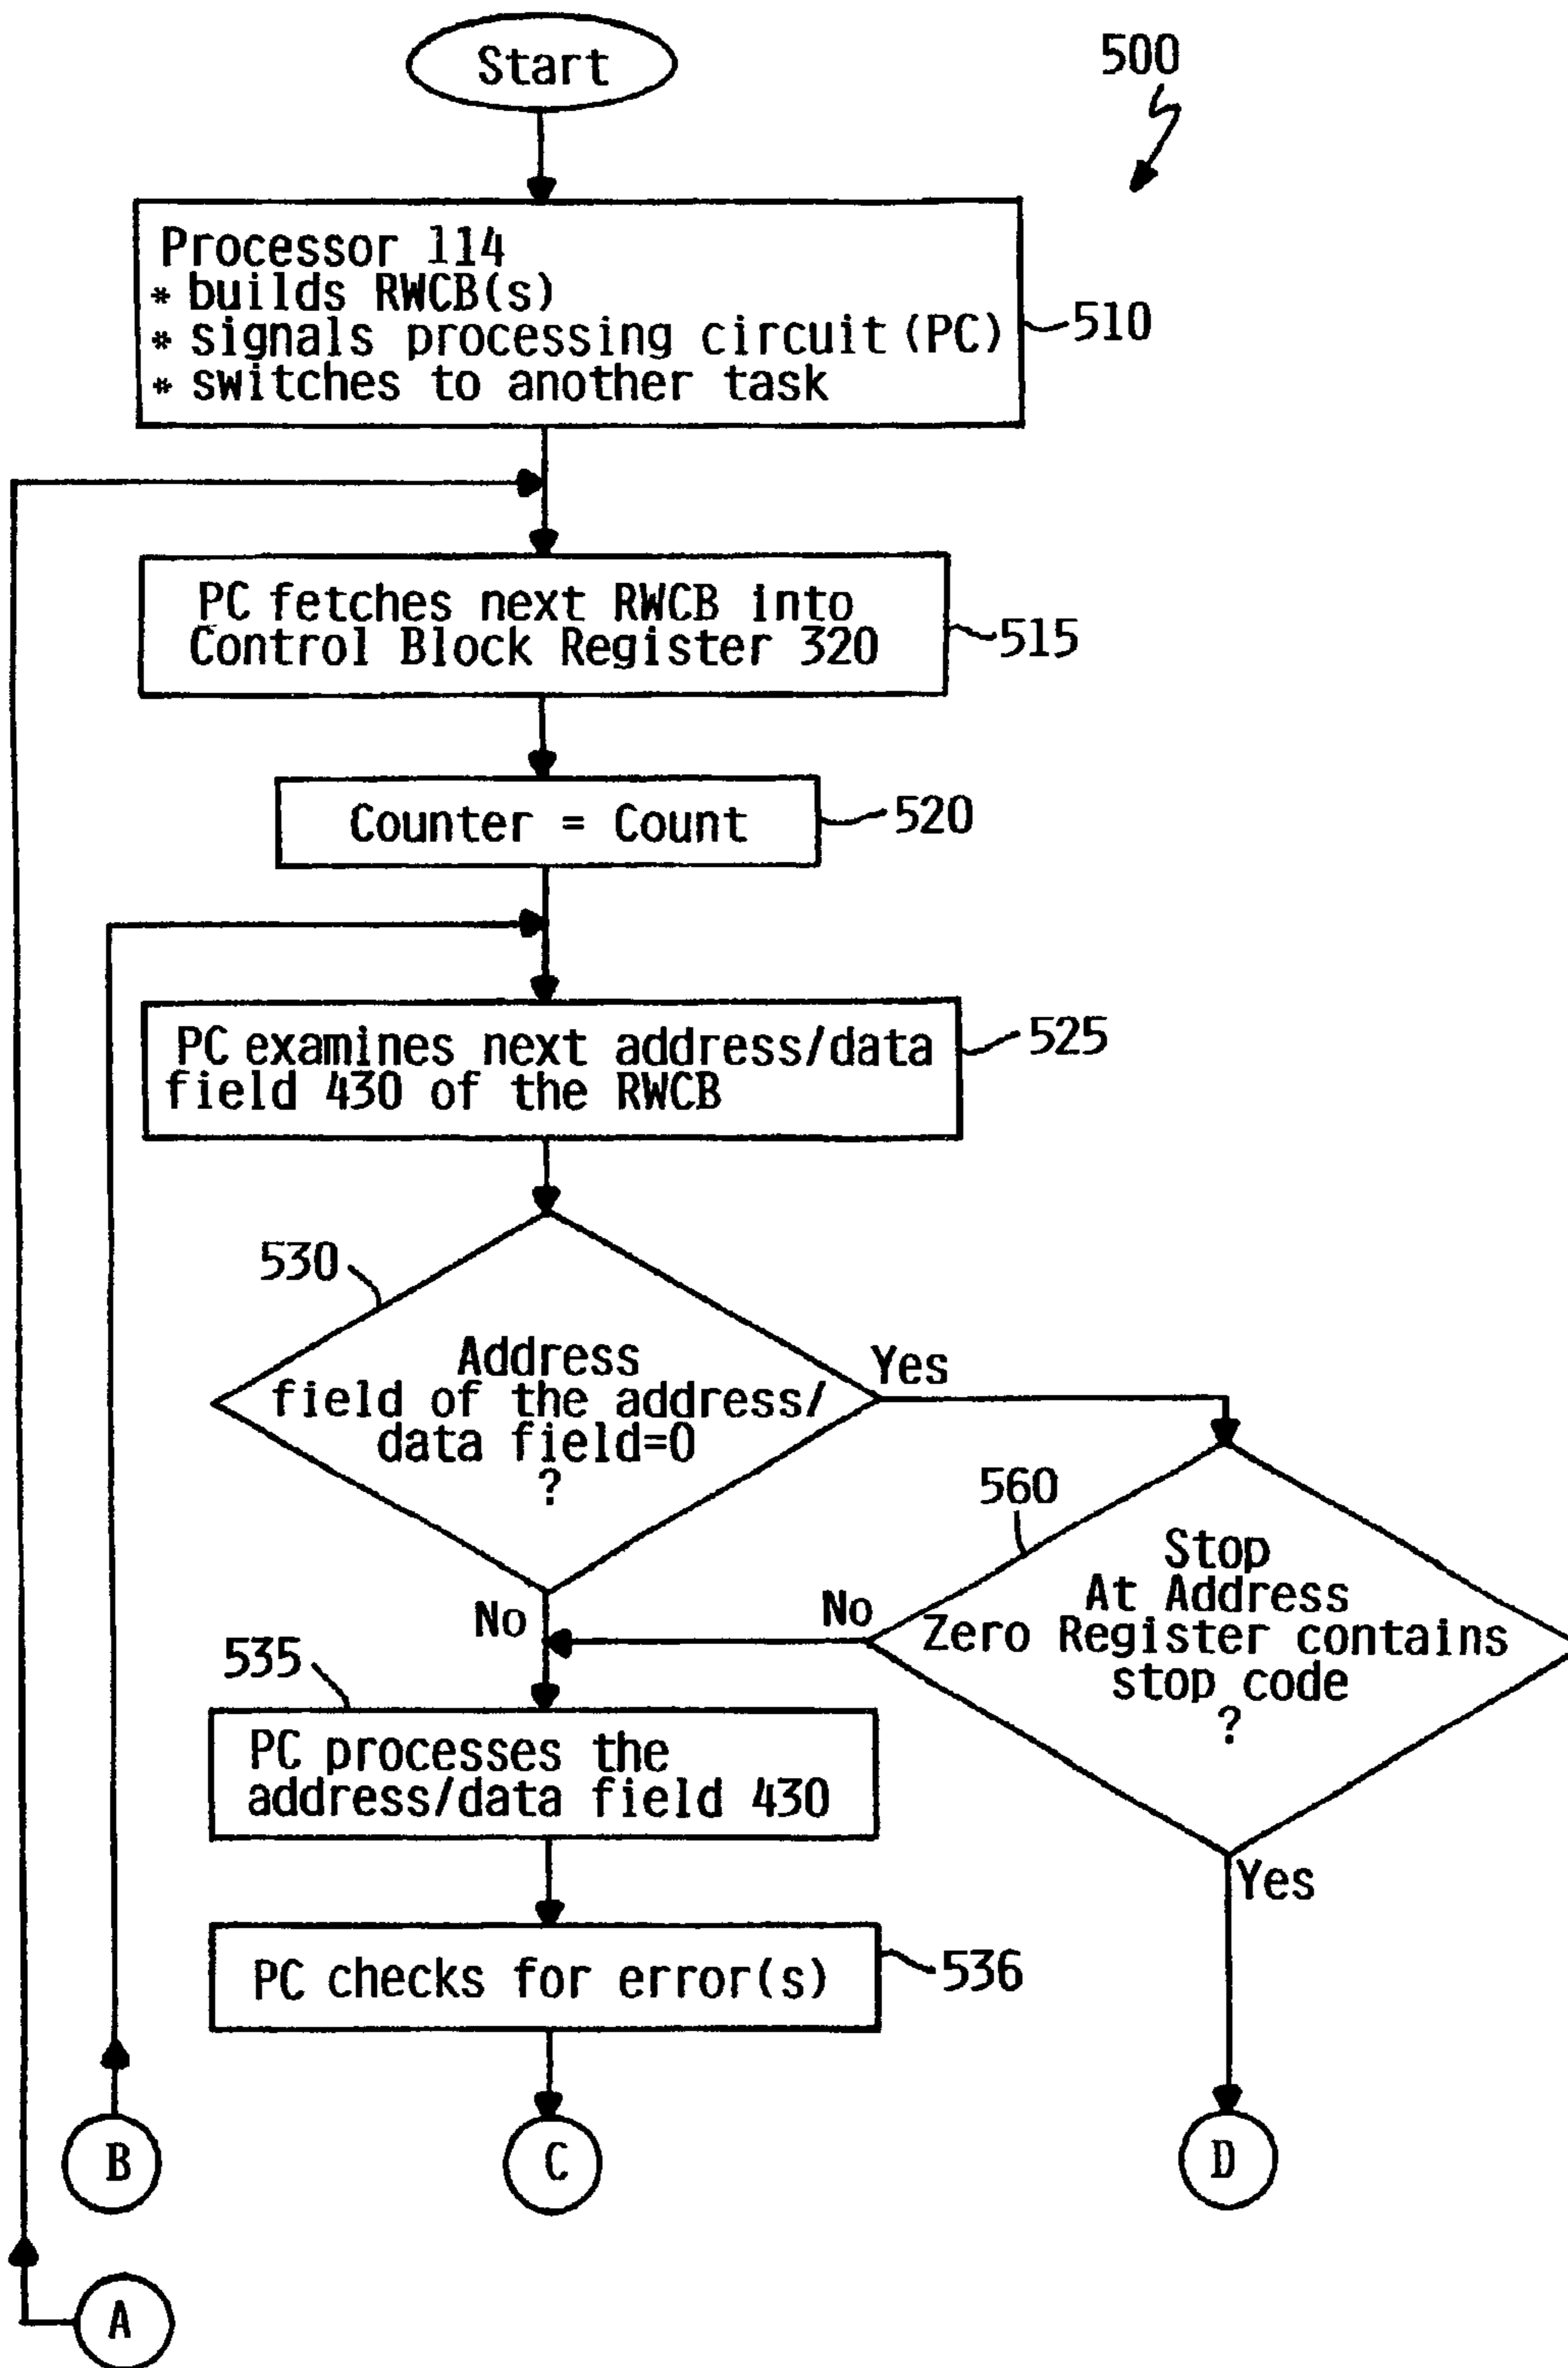 Start
500
Processor 114
* builds RWCB(s)
* signals processing circuit (PC)
* switches to another task
510
PC fetches next RWCB into
Control Block Register 320
515
Counter = Count
520
PC examines next address/data
field 430 of the RWCB
525
530
Address
field of the address/
data field=0
?
Yes
No
560
Stop
At Address
Zero Register contains
stop code
?
No
Yes
535
PC processes the
address/data field 430
PC checks for error(s)
536
B
C
D
A